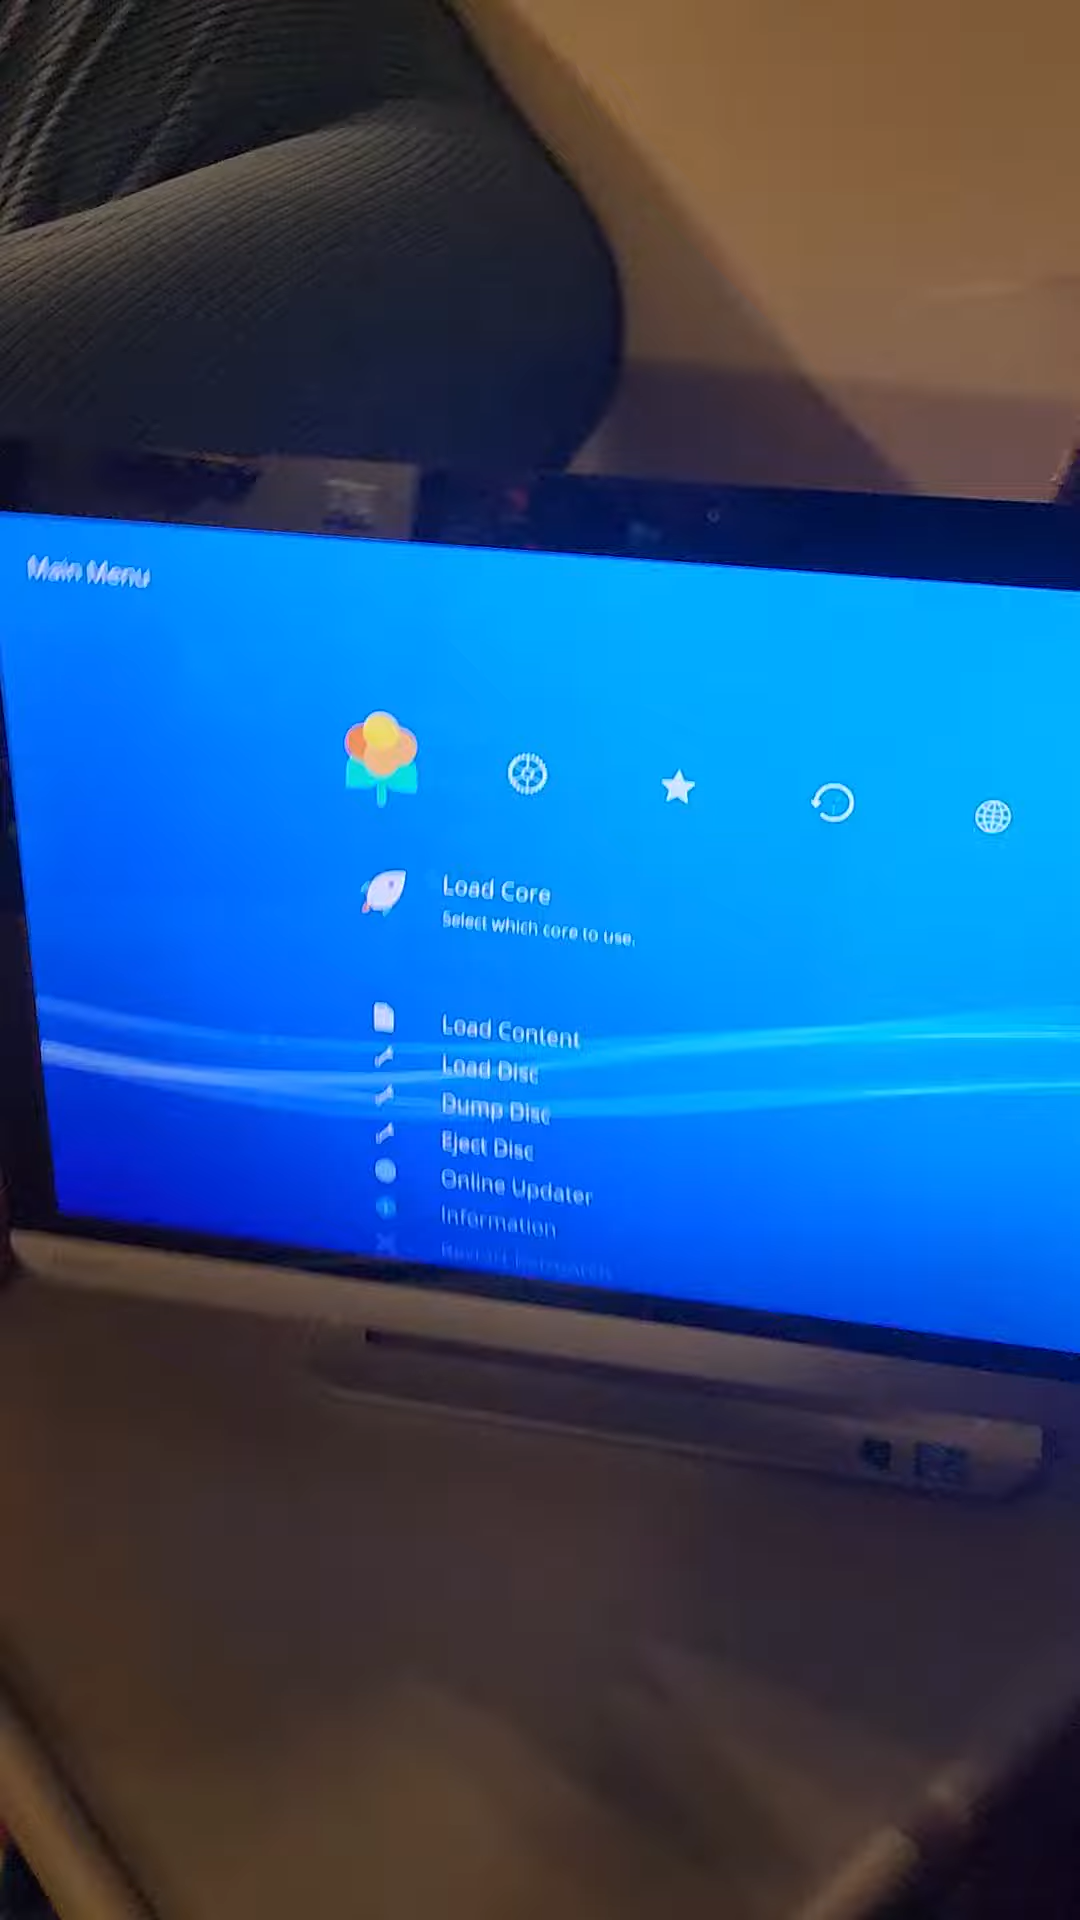 Main Menu
Load Core
Select which core to use.
Load Content
Load Disc
Dump Disc
Eject Disc
Online Updater
Information